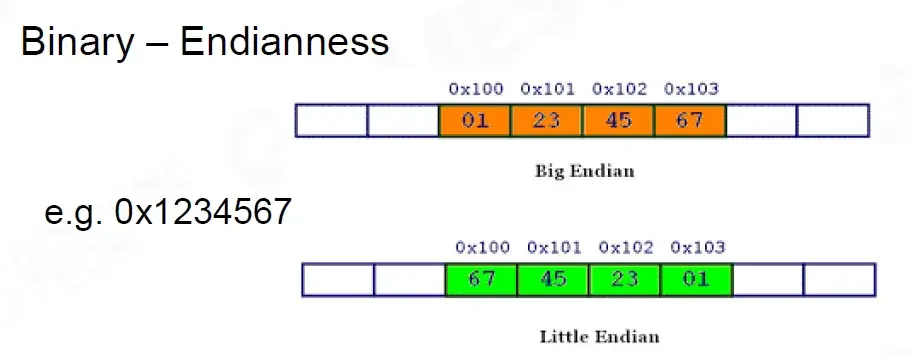 Binary – Endianness
0x100 0x101 0x102 0x103
01 23 45 67
Big Endian
e.g. 0x1234567
0x100 0x101 0x102 0x103
67 45 23 01
Little Endian